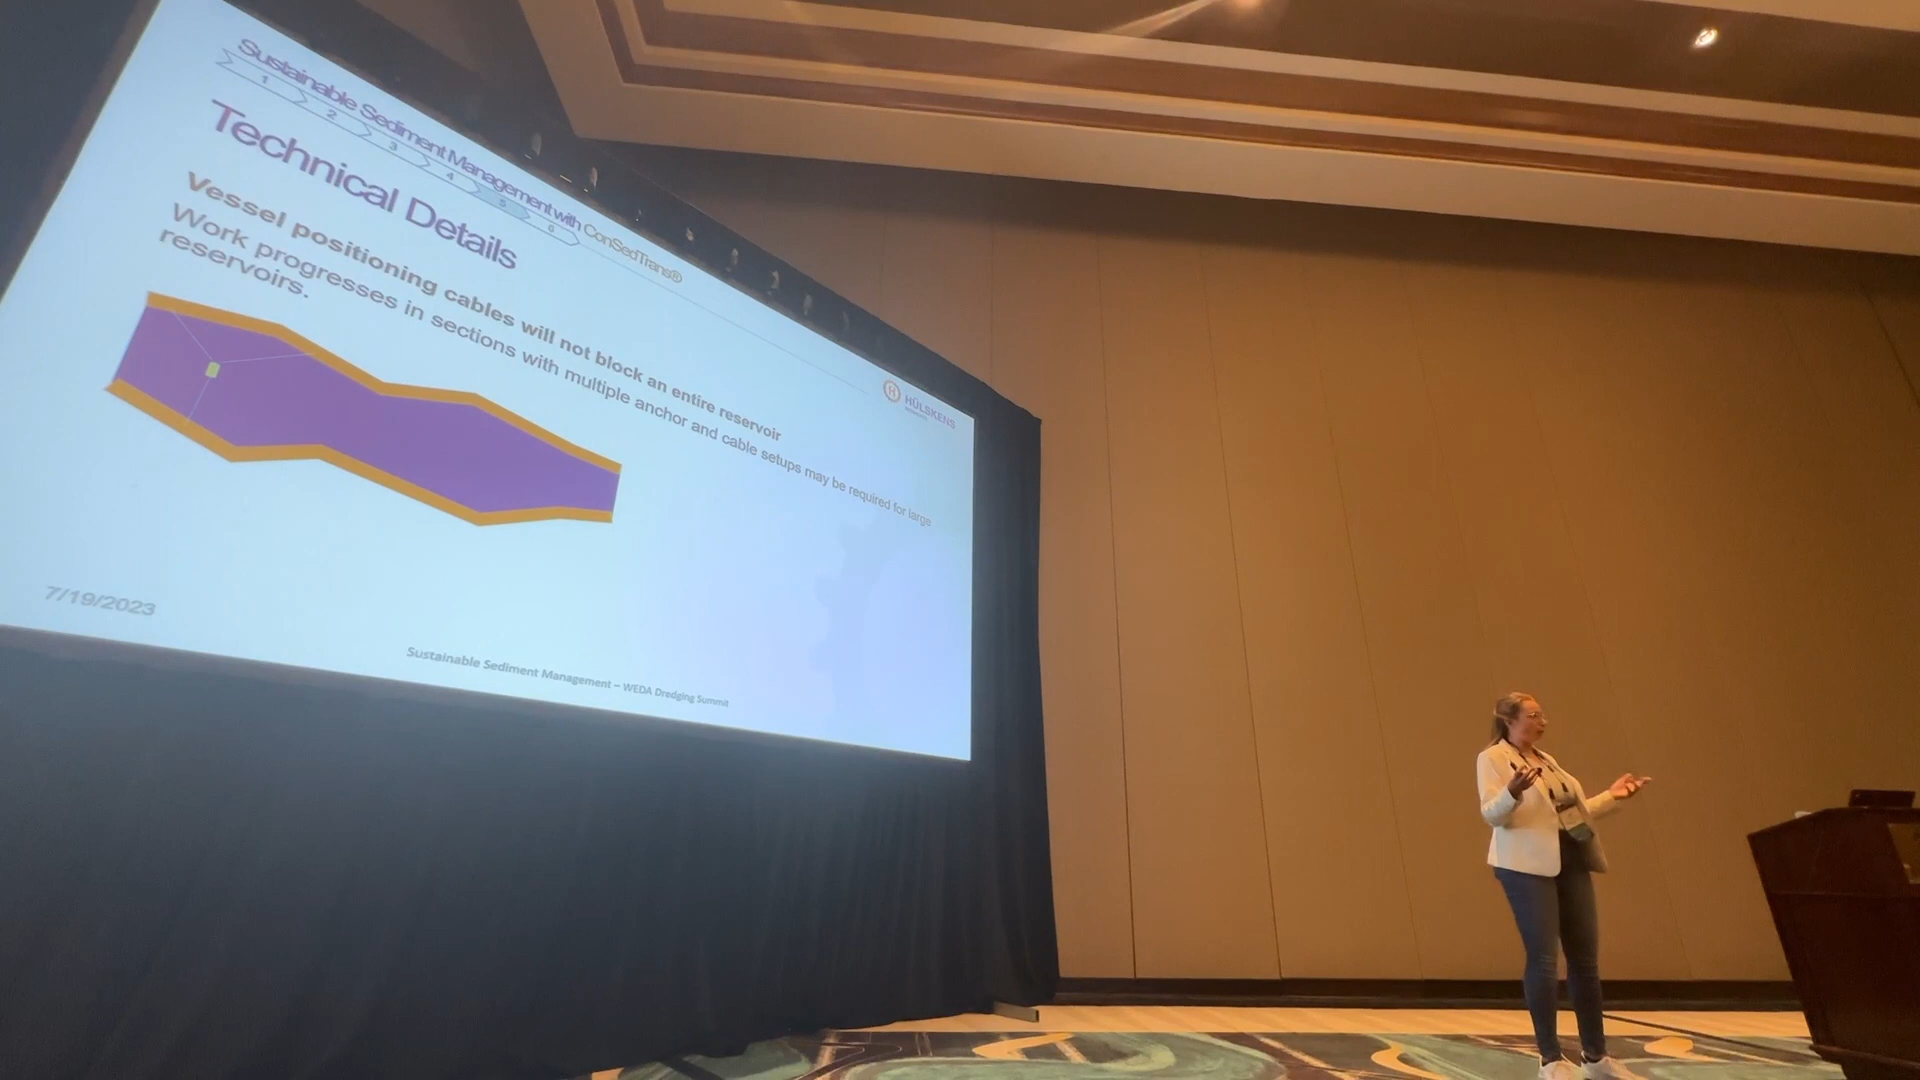 Sustainable Sediment Management with ConSedTrans®
1 2 3 4 5 6
Technical Details
Vessel positioning cables will not block an entire reservoir
Work progresses in sections with multiple anchor and cable setups may be required for large
reservoirs.
HÜLSKENS
7/19/2023
Sustainable Sediment Management – WEDA Dredging Summit